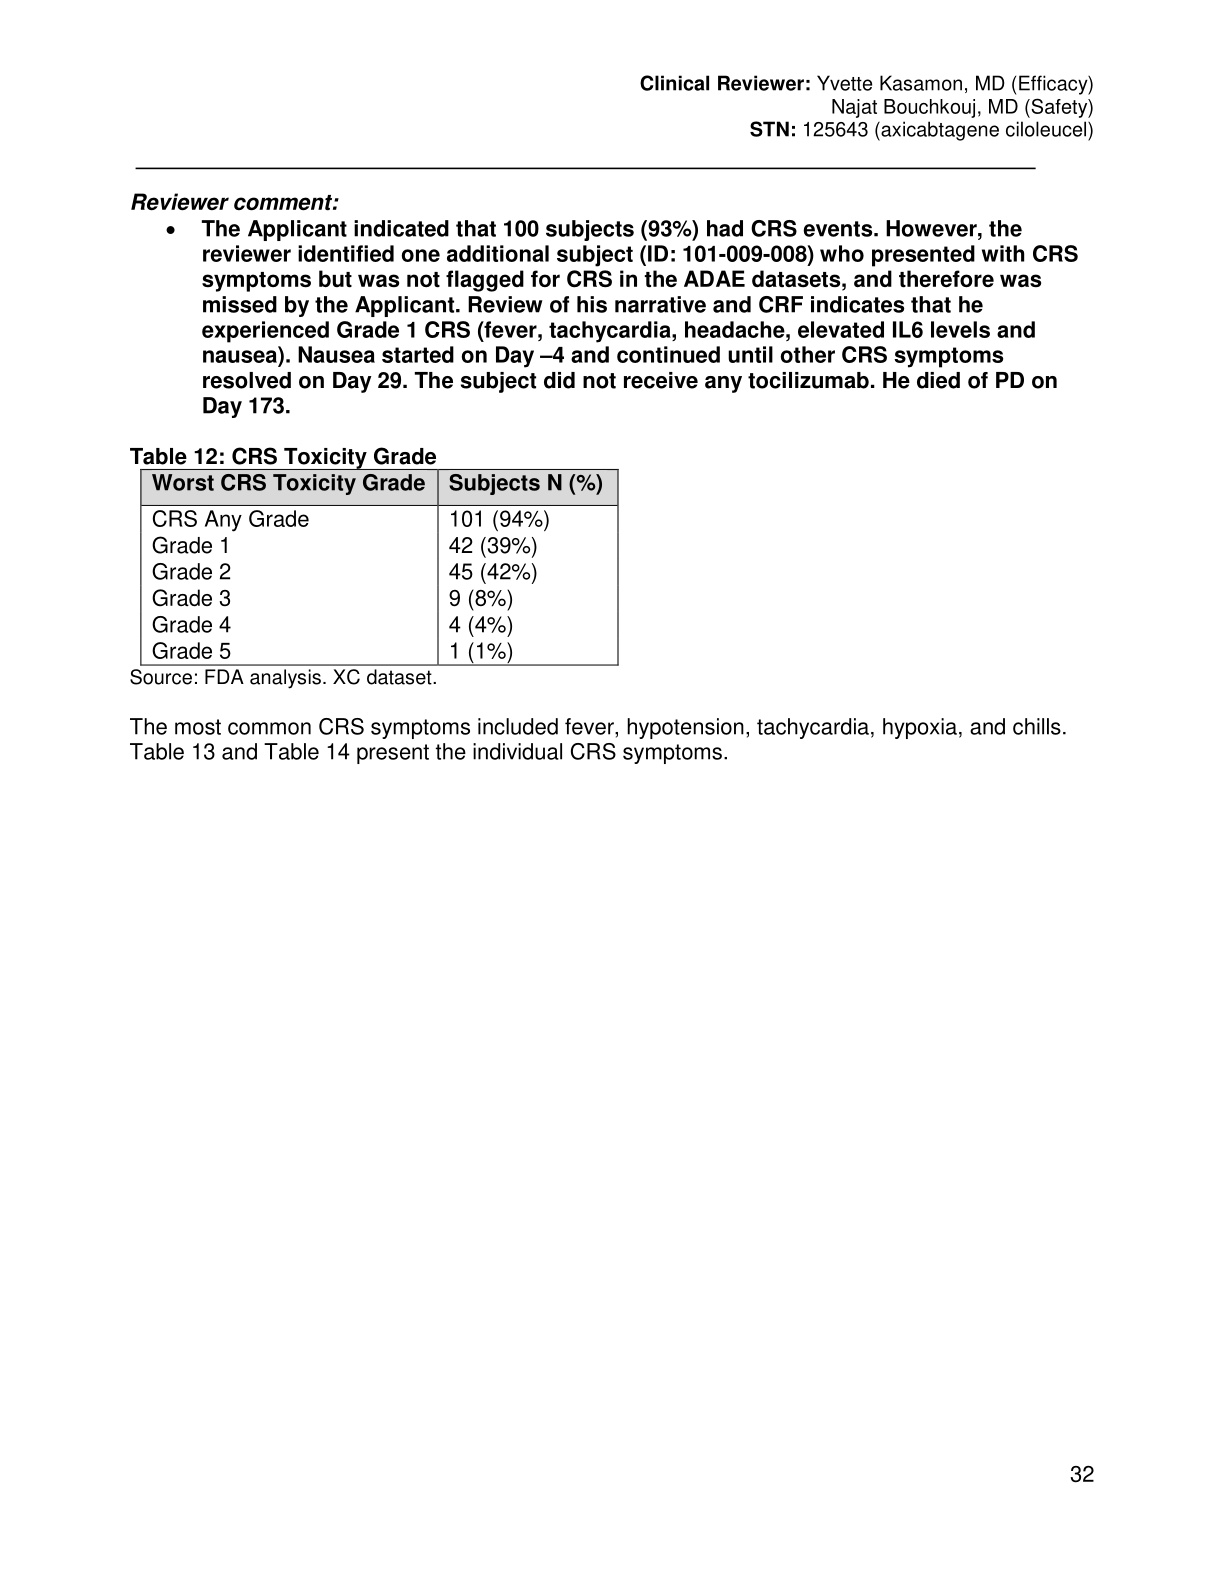 Clinical Reviewer: Yvette Kasamon, MD (Efficacy)
Najat Bouchkouj, MD (Safety)
STN: 125643 (axicabtagene ciloleucel)
Reviewer comment:
• The Applicant indicated that 100 subjects (93%) had CRS events. However, the
reviewer identified one additional subject (ID: 101-009-008) who presented with CRS
symptoms but was not flagged for CRS in the ADAE datasets, and therefore was
missed by the Applicant. Review of his narrative and CRF indicates that he
experienced Grade 1 CRS (fever, tachycardia, headache, elevated IL6 levels and
nausea). Nausea started on Day –4 and continued until other CRS symptoms
resolved on Day 29. The subject did not receive any tocilizumab. He died of PD on
Day 173.
Table 12: CRS Toxicity Grade
Worst CRS Toxicity Grade Subjects N (%)
CRS Any Grade 101 (94%)
Grade 1 42 (39%)
Grade 2 45 (42%)
Grade 3 9 (8%)
Grade 4 4 (4%)
Grade 5 1 (1%)
Source: FDA analysis. XC dataset.
The most common CRS symptoms included fever, hypotension, tachycardia, hypoxia, and chills.
Table 13 and Table 14 present the individual CRS symptoms.
32